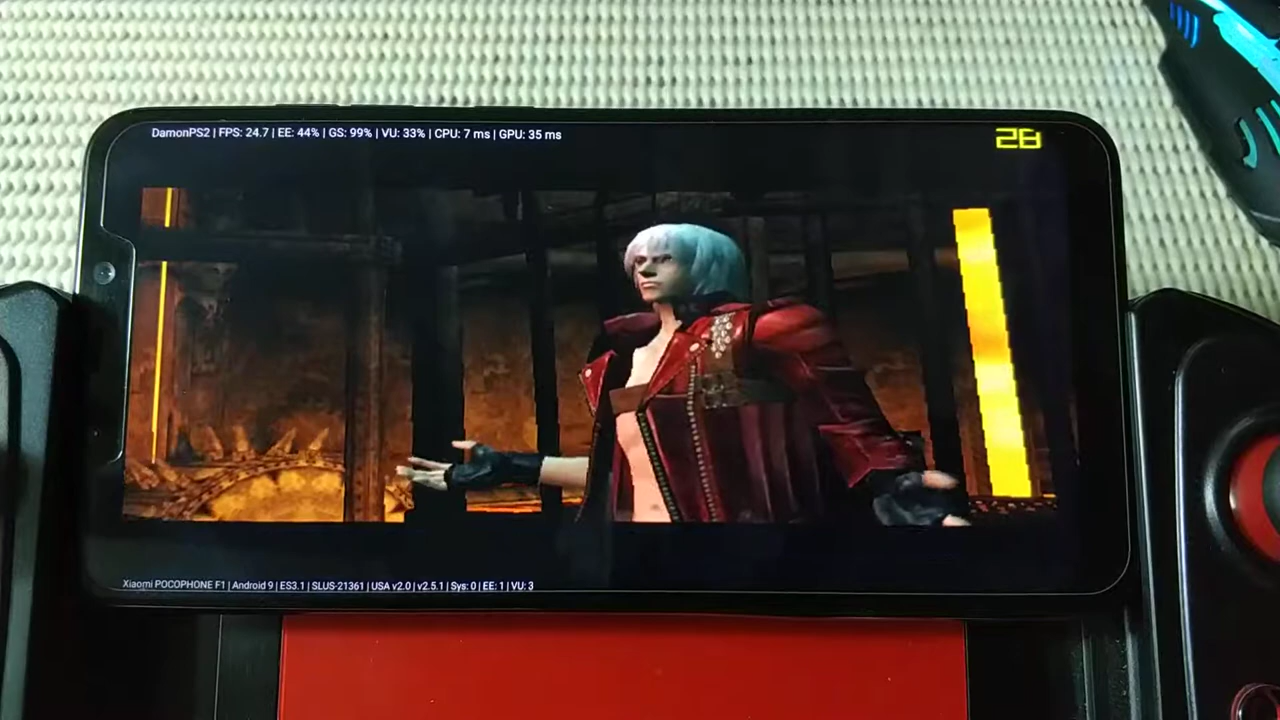 DamonPS2 | FPS: 24.7 | EE: 44% | GS: 99% | VU: 33% | CPU: 7 ms | GPU: 35 ms
28
Xiaomi POCOPHONE F1 | Android 9 | ES3.1 | SLUS-21361 | USA v2.0 | v2.5.1 | Sys: 0 | EE: 1 | VU: 3